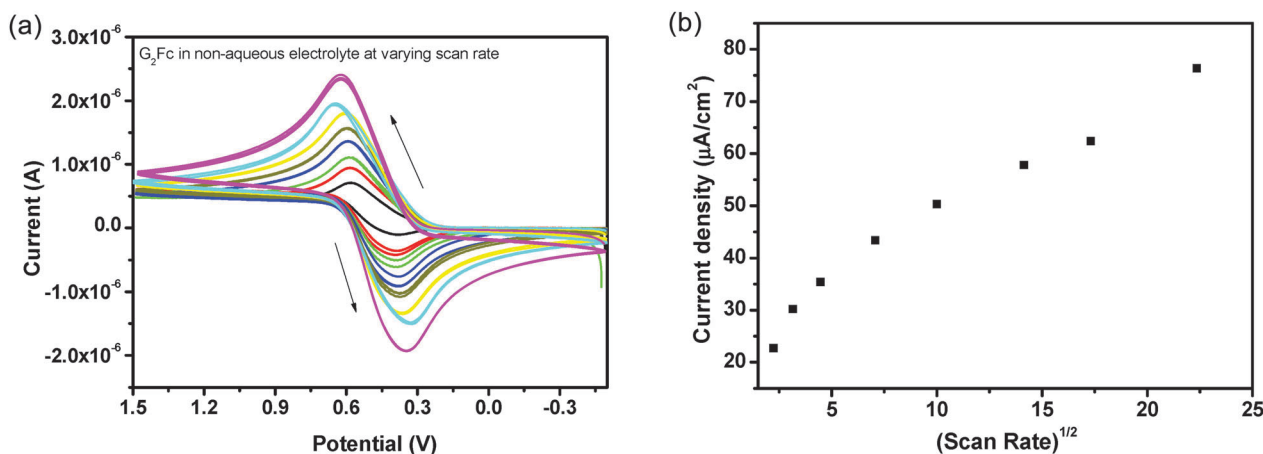 (a)
G₂Fc in non-aqueous electrolyte at varying scan rate
3.0x10⁻⁶
2.0x10⁻⁶
1.0x10⁻⁶
0.0
-1.0x10⁻⁶
-2.0x10⁻⁶
Current (A)
1.5 1.2 0.9 0.6 0.3 0.0 -0.3
Potential (V)
(b)
80
70
60
50
40
30
20
Current density (µA/cm²)
5 10 15 20 25
(Scan Rate)¹/²